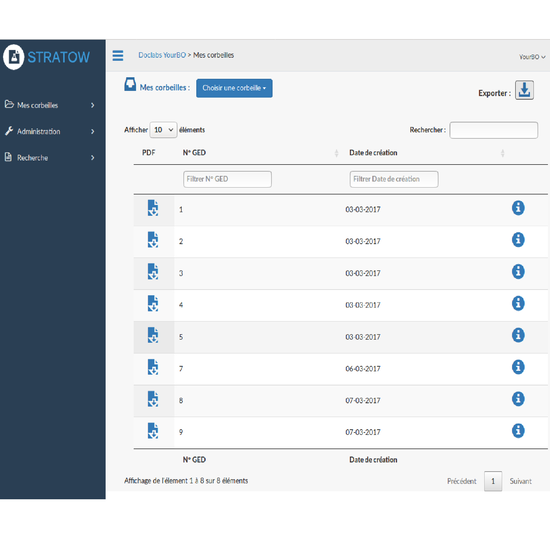 STRATOW
Doclabs YourBO > Mes corbeilles
YourBO
Mes corbeilles :
Choisir une corbeille
Exporter :
Mes corbeilles
Administration
Recherche
Afficher 10 éléments
Rechercher :
PDF N° GED Date de création
Filtrer N° GED Filtrer Date de création
1 03-03-2017
2 03-03-2017
3 03-03-2017
4 03-03-2017
5 03-03-2017
7 06-03-2017
8 07-03-2017
9 07-03-2017
N° GED Date de création
Affichage de l'élement 1 à 8 sur 8 éléments
Précédent 1 Suivant